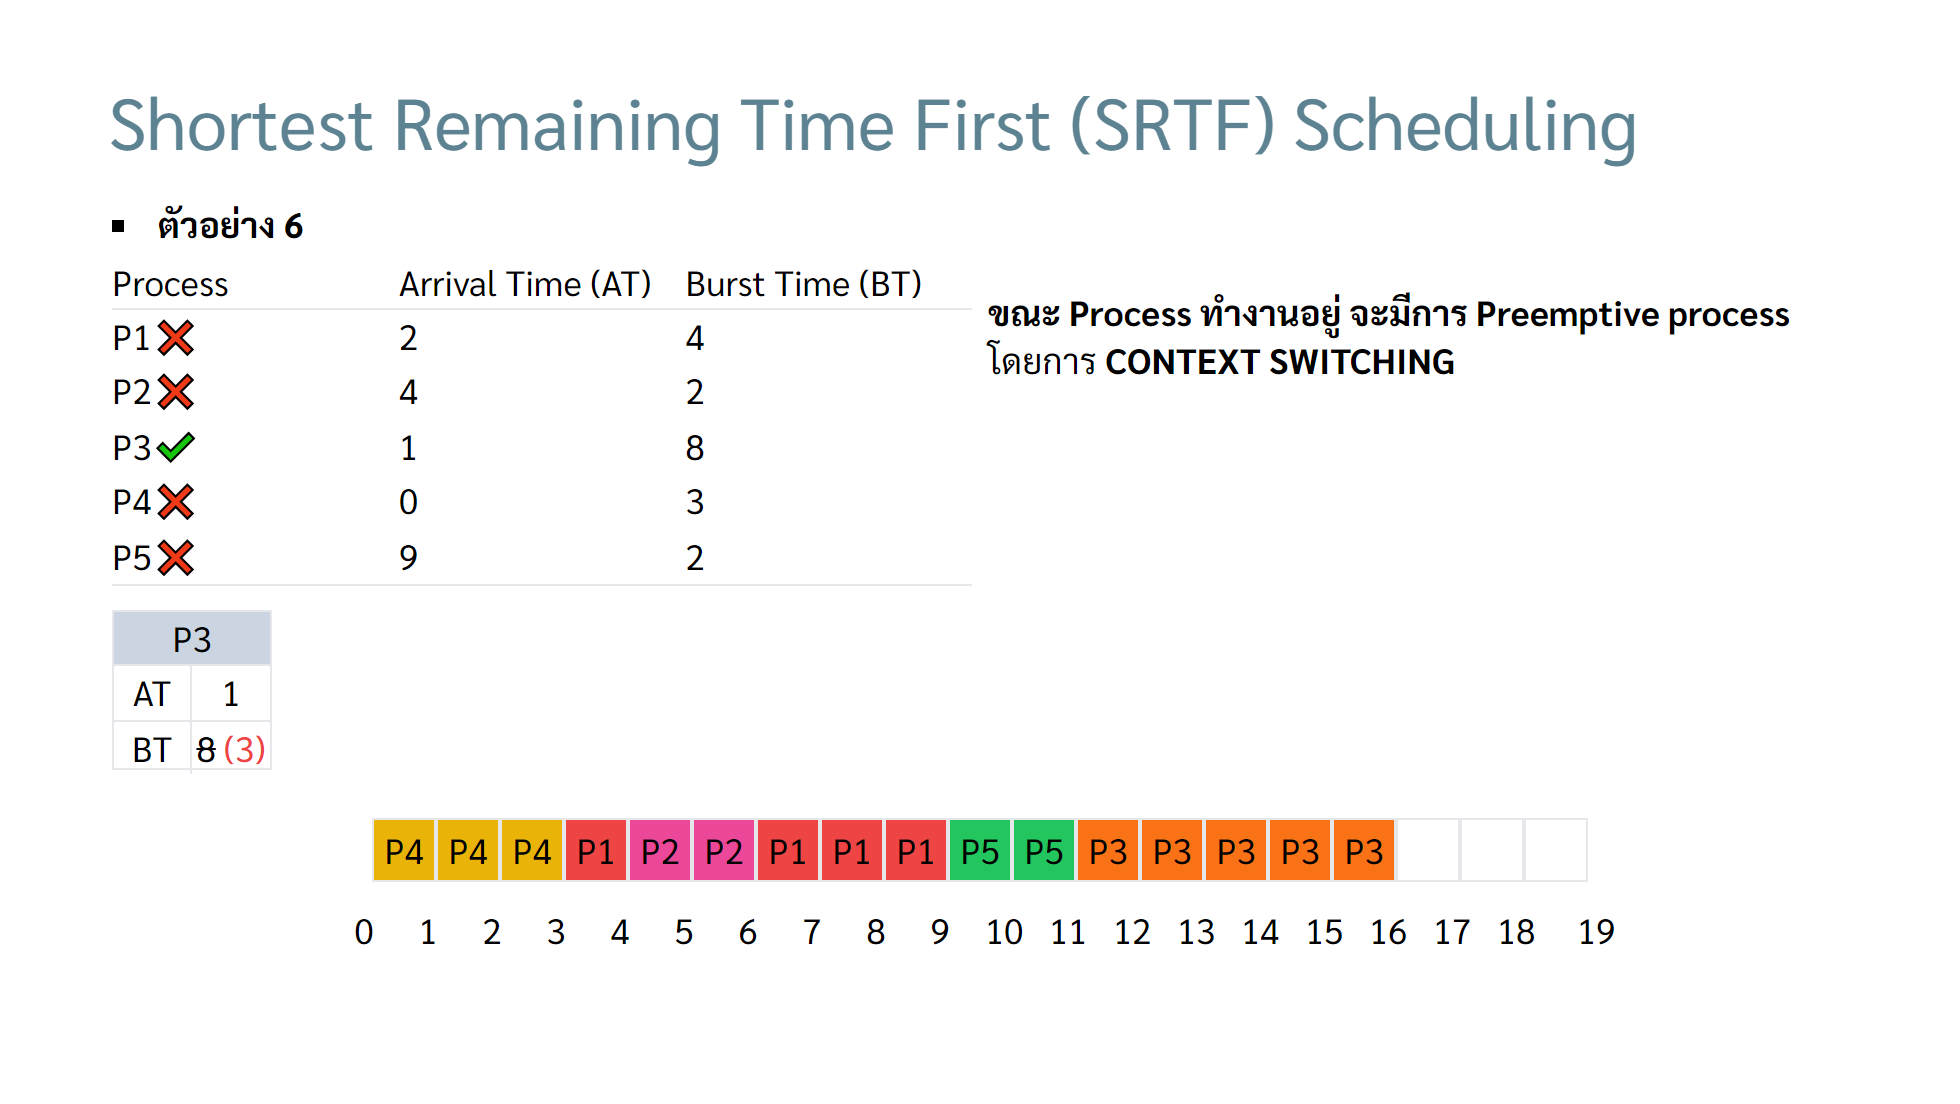 Shortest Remaining Time First (SRTF) Scheduling
▪ ตัวอย่าง 6
Process Arrival Time (AT) Burst Time (BT)
P1 2 4
P2 4 2
P3 1 8
P4 0 3
P5 9 2
ขณะ Process ทำงานอยู่ จะมีการ Preemptive process
โดยการ CONTEXT SWITCHING
P3
AT 1
BT 8 (3)
P4 P4 P4 P1 P2 P2 P1 P1 P1 P5 P5 P3 P3 P3 P3 P3
0 1 2 3 4 5 6 7 8 9 10 11 12 13 14 15 16 17 18 19